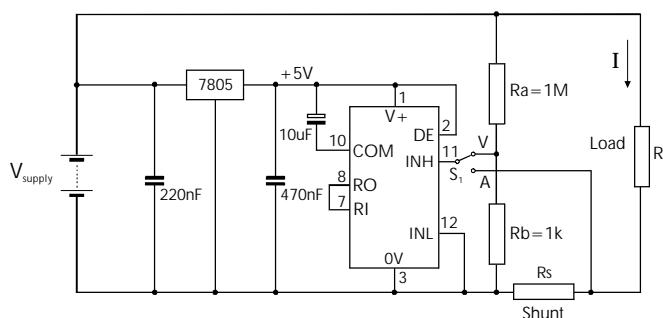 I
7805
+5V
1
V+
Ra=1M
DE
2
10uF
10
COM
INH
11
V
S₁
A
Load
R
V supply
220nF
470nF
8
RO
7
RI
INL
12
Rb=1k
0V
3
Rs
Shunt